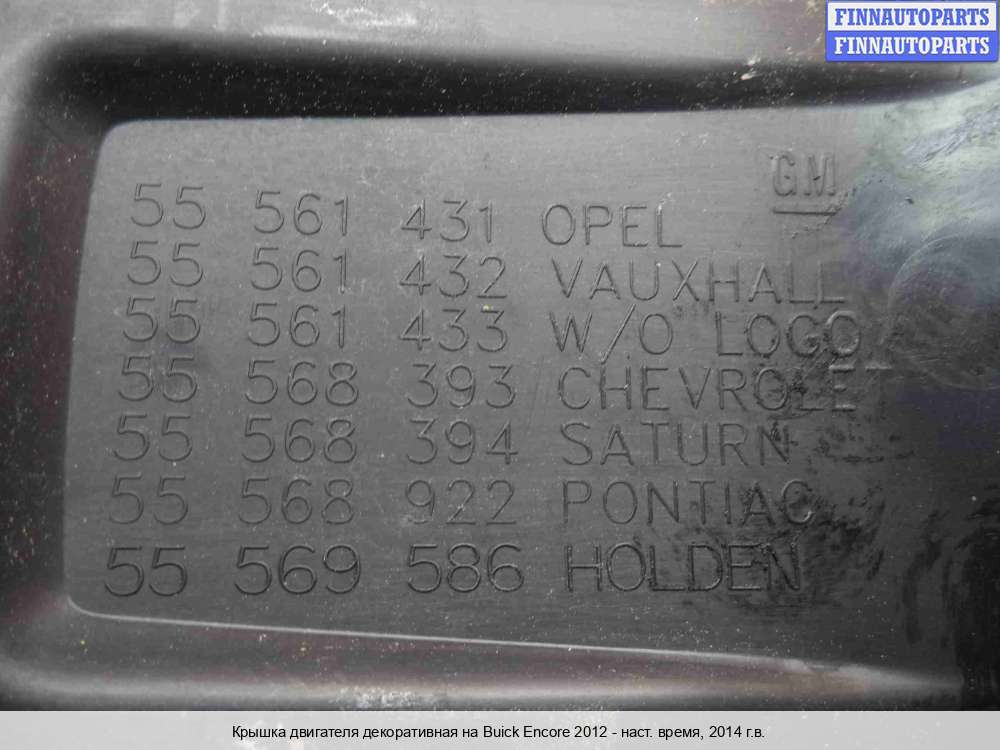 FINNAUTOPARTS
FINNAUTOPARTS
GM
55 561 431 OPEL
55 561 432 VAUXHALL
55 561 433 W/O LOGO
55 568 393 CHEVROLET
55 568 394 SATURN
55 568 922 PONTIAC
55 569 586 HOLDEN
Крышка двигателя декоративная на Buick Encore 2012 - наст. время, 2014 г.в.